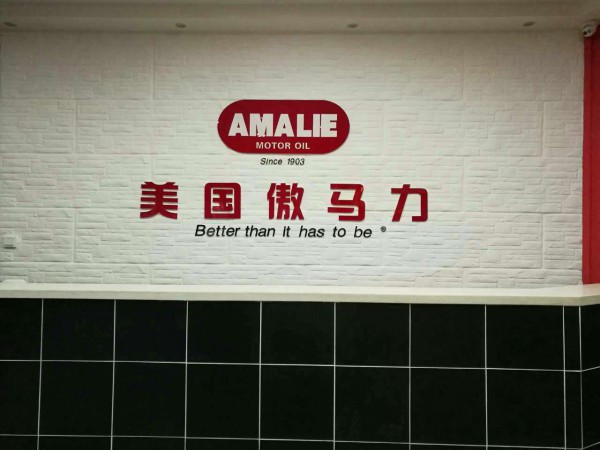 AMALIE
MOTOR OIL
Since 1903
美国傲马力
Better than it has to be ®